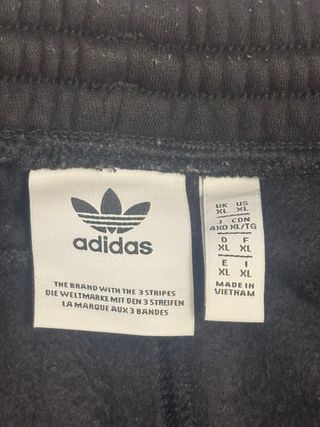 adidas
THE BRAND WITH THE 3 STRIPES
DIE WELTMARKE MIT DEN 3 STREIFEN
LA MARQUE AUX 3 BANDES
UK US
XL XL
J CDN
4XO XL/TG
D F
XL XL
E I
XL XL
MADE IN
VIETNAM